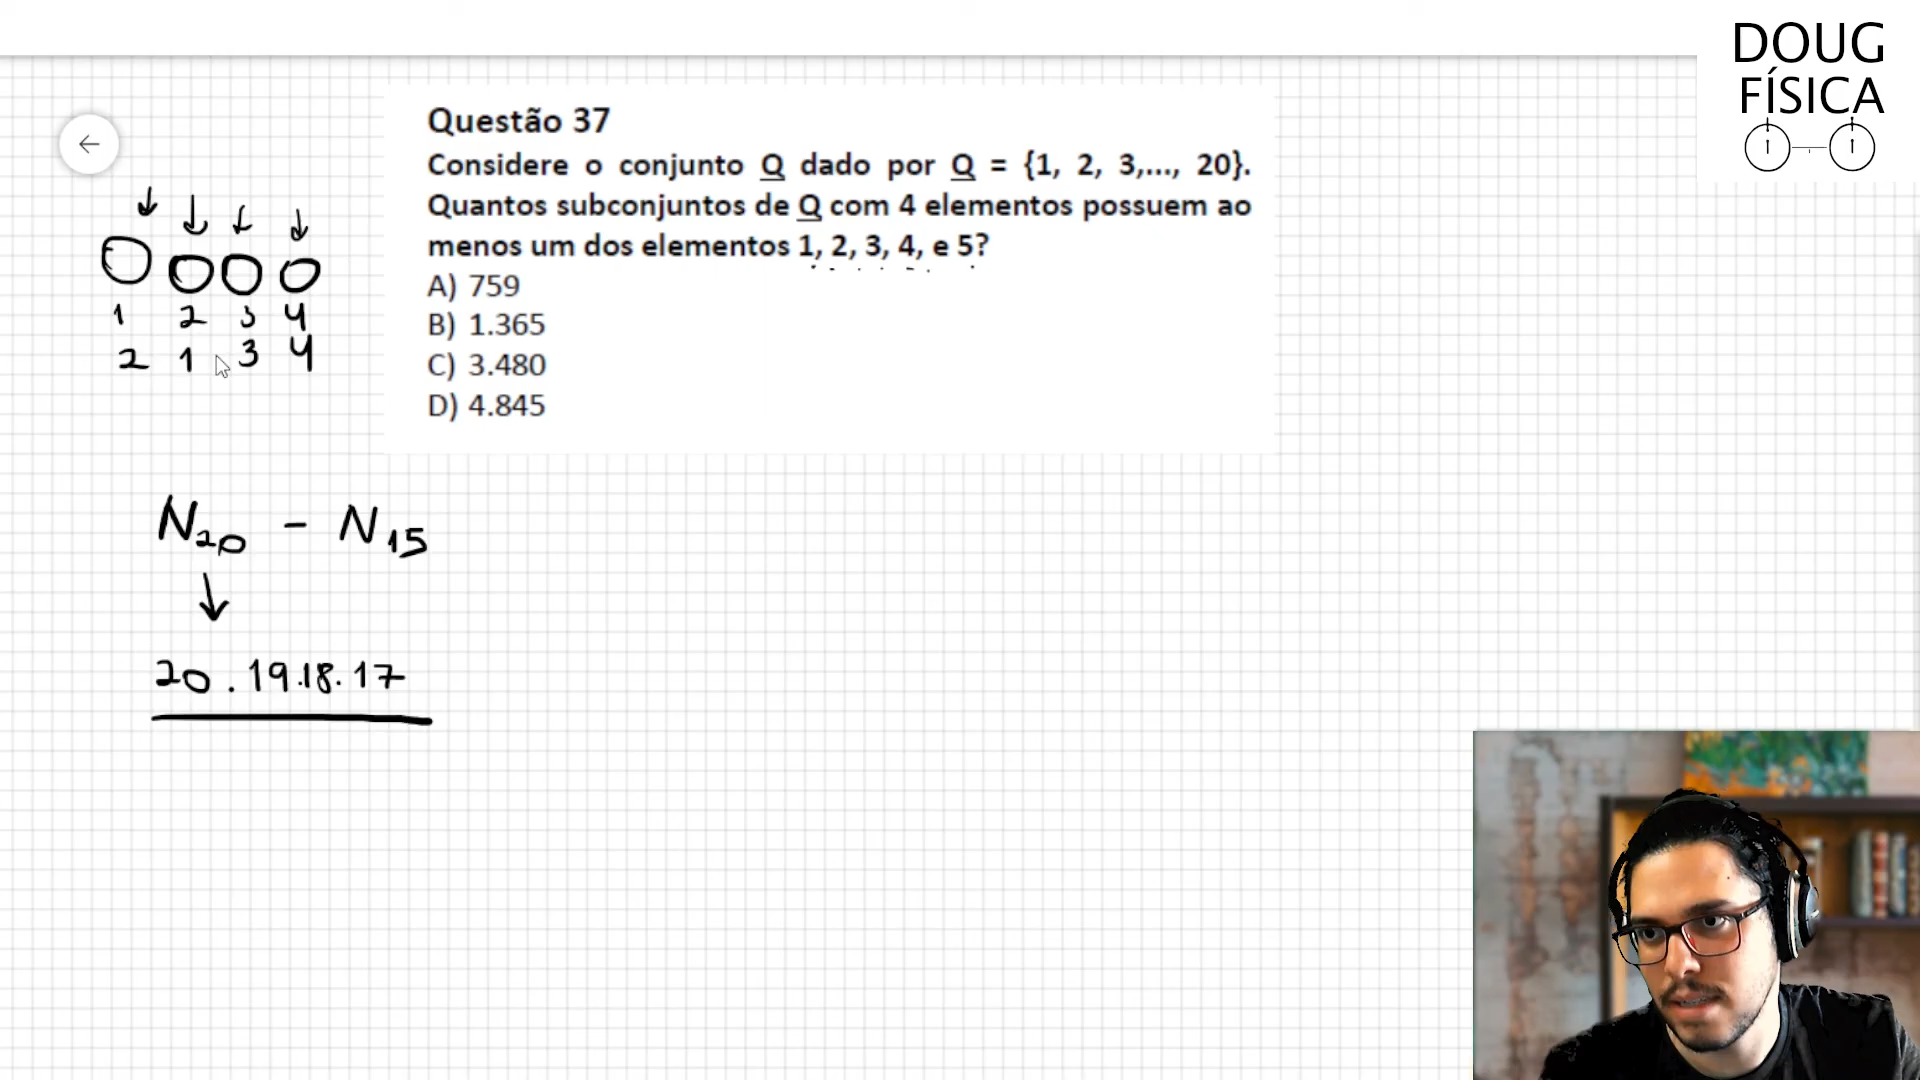 DOUG
FÍSICA
Questão 37
Considere o conjunto Q dado por Q = {1, 2, 3,..., 20}.
Quantos subconjuntos de Q com 4 elementos possuem ao
menos um dos elementos 1, 2, 3, 4, e 5?
A) 759
B) 1.365
C) 3.480
D) 4.845
1 2 3 4
2 1 3 4
N20 - N15
20 . 19.18.17